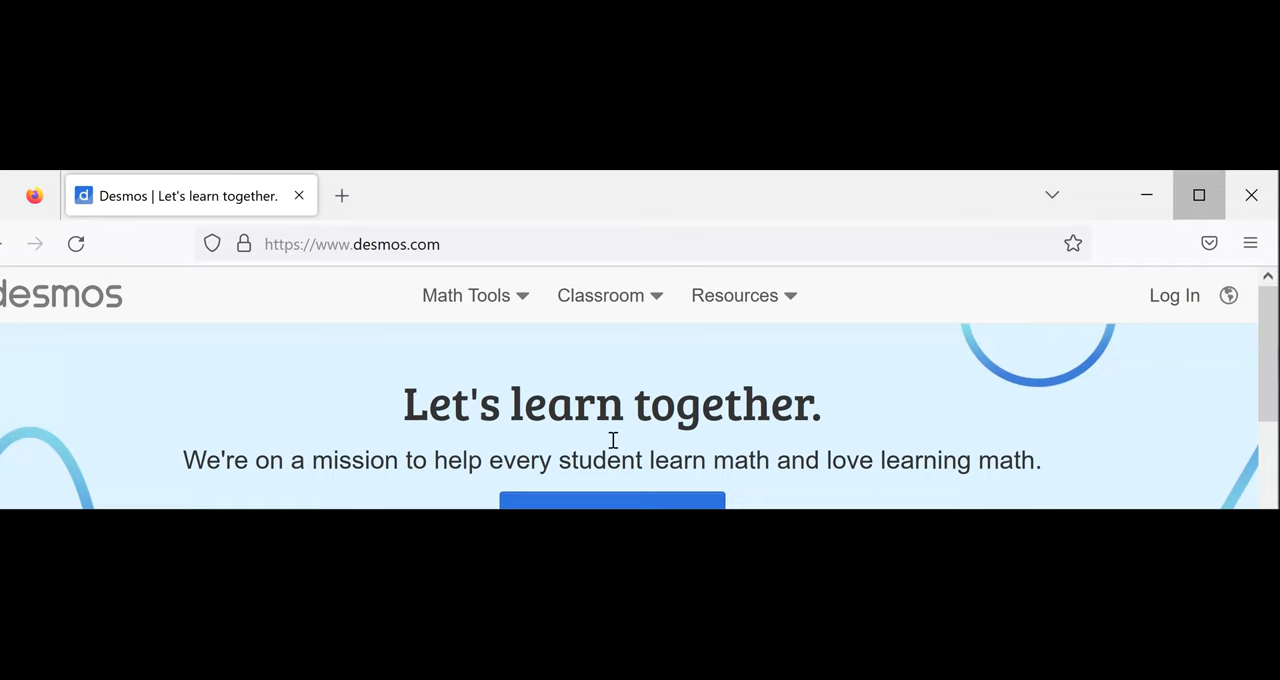 Desmos | Let's learn together.
https://www.desmos.com
desmos Math Tools Classroom Resources Log In
Let's learn together.
We're on a mission to help every student learn math and love learning math.